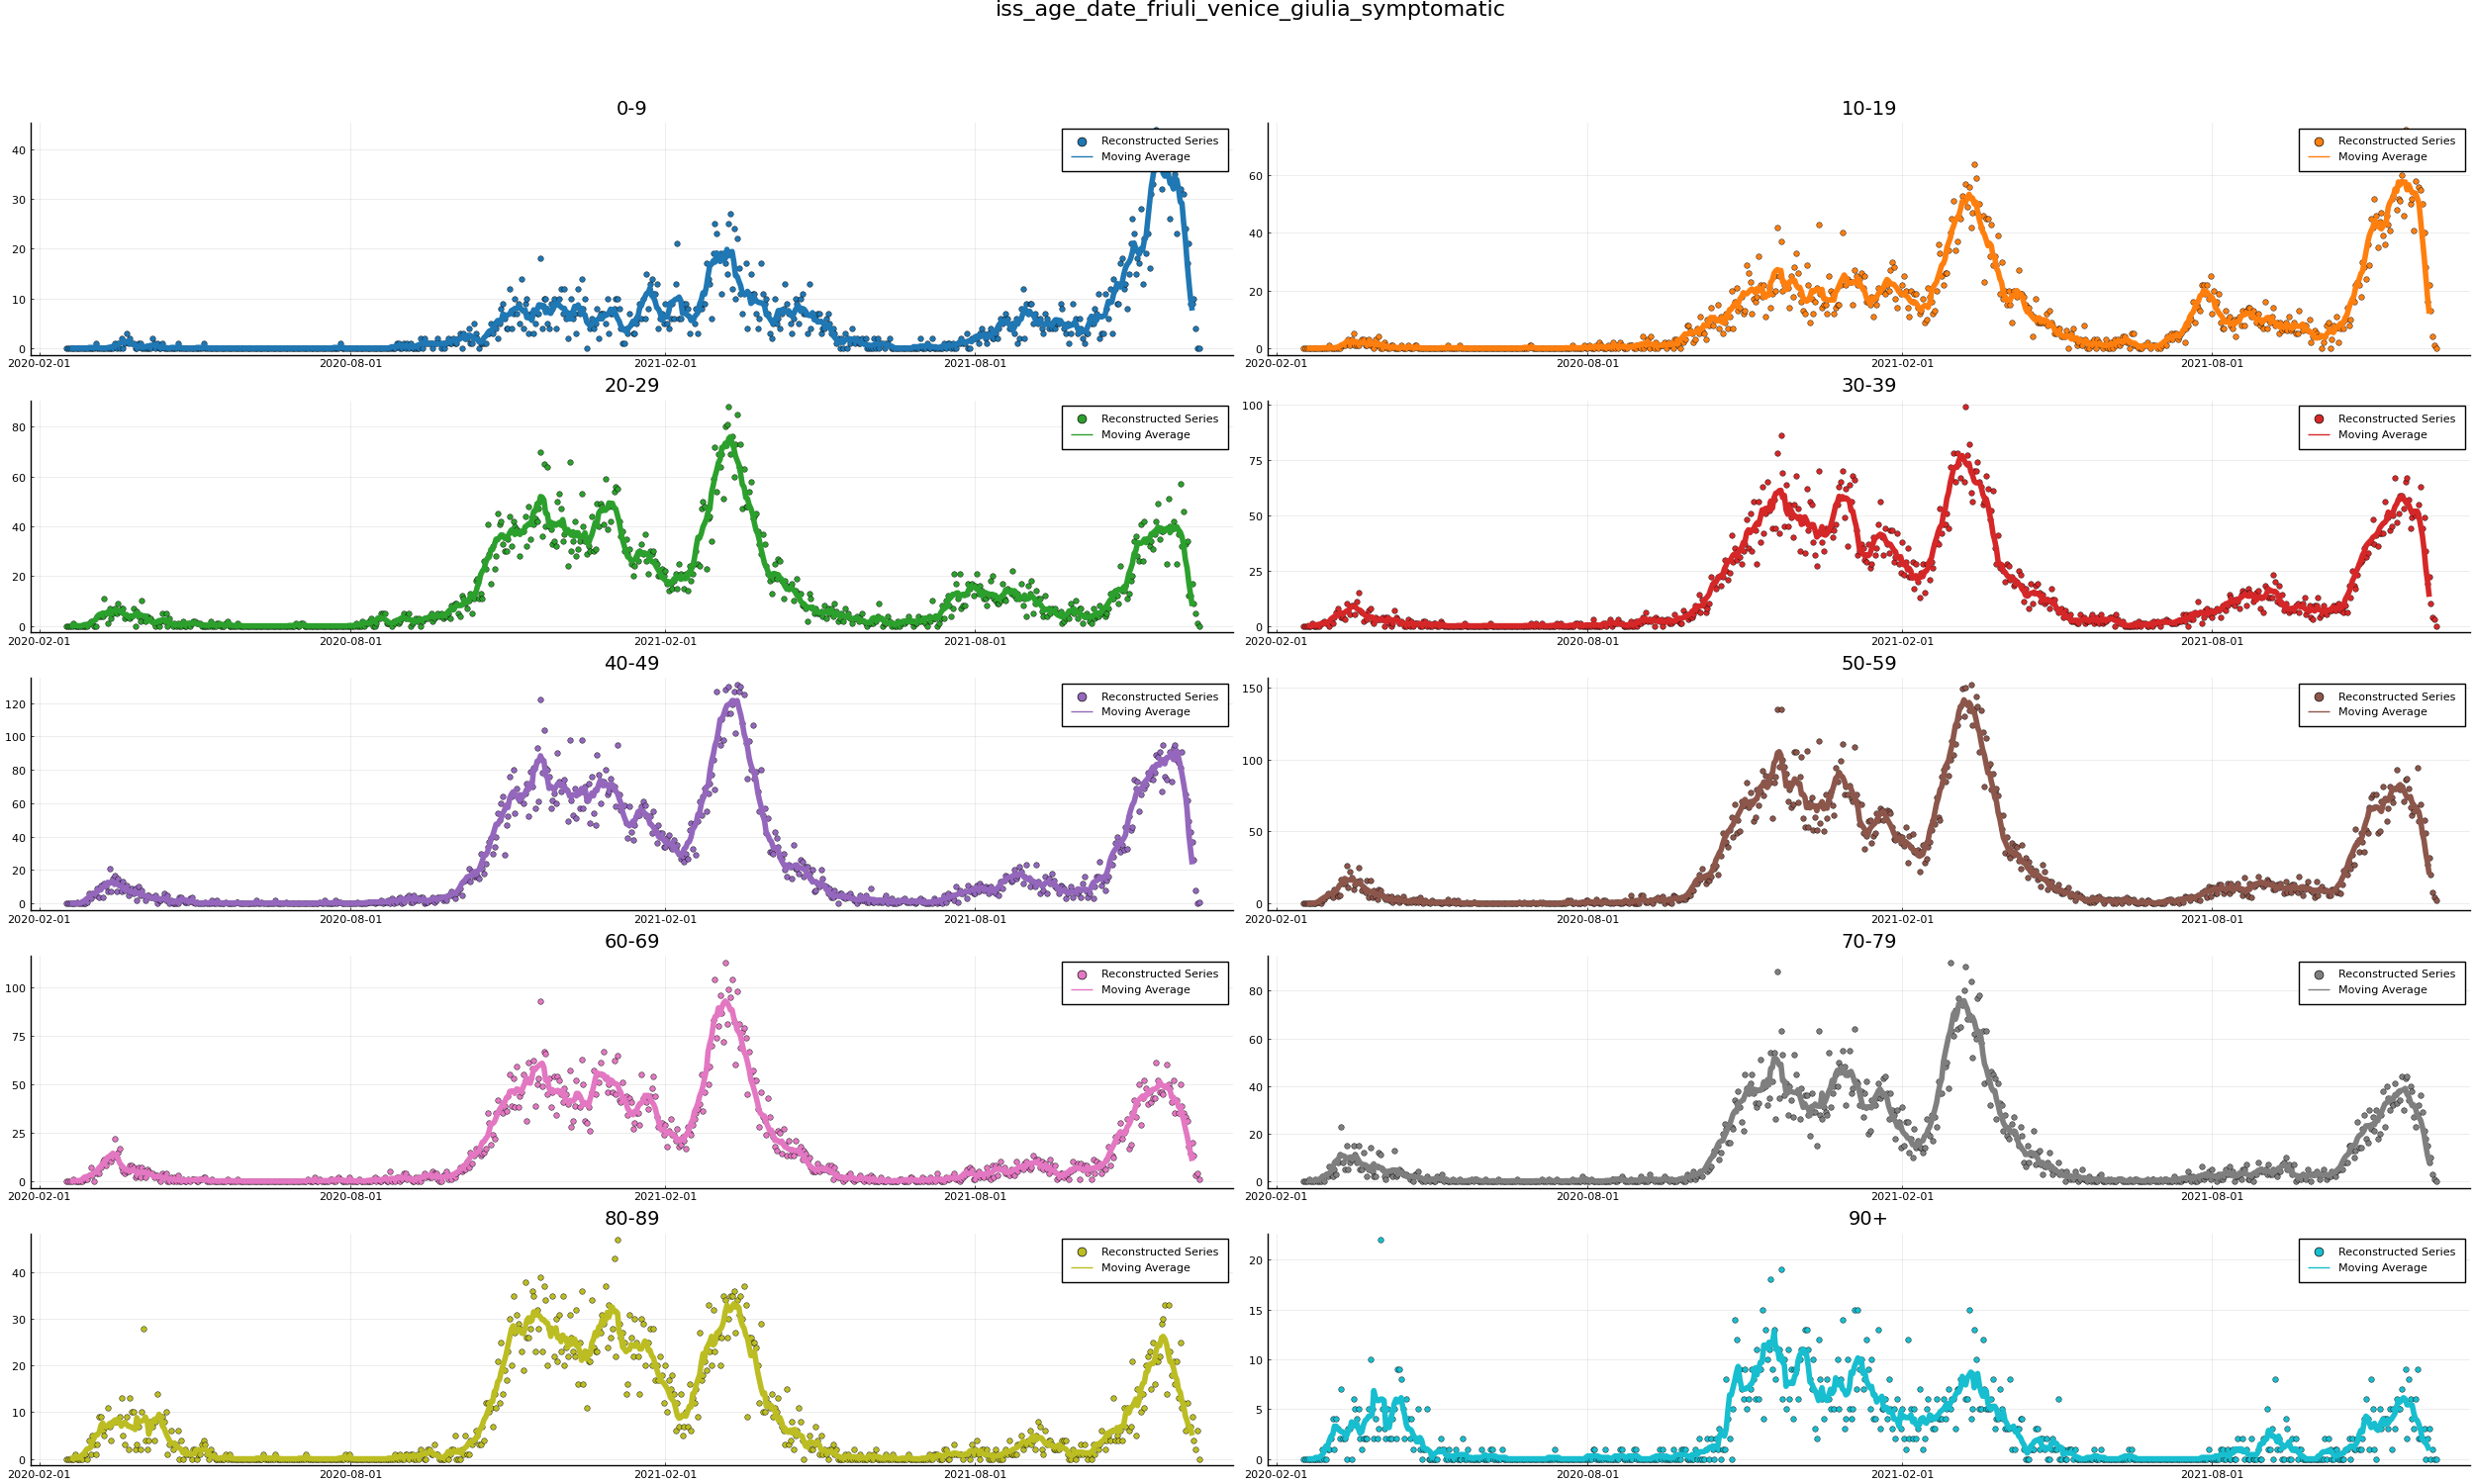 iss_age_date_friuli_venice_giulia_symptomatic
0-9
Reconstructed Series
Moving Average
40
30
20
10
0
2020-02-01 2020-08-01 2021-02-01 2021-08-01
10-19
Reconstructed Series
Moving Average
60
40
20
0
2020-02-01 2020-08-01 2021-02-01 2021-08-01
20-29
Reconstructed Series
Moving Average
80
60
40
20
0
2020-02-01 2020-08-01 2021-02-01 2021-08-01
30-39
Reconstructed Series
Moving Average
100
75
50
25
0
2020-02-01 2020-08-01 2021-02-01 2021-08-01
40-49
Reconstructed Series
Moving Average
120
100
80
60
40
20
0
2020-02-01 2020-08-01 2021-02-01 2021-08-01
50-59
Reconstructed Series
Moving Average
150
100
50
0
2020-02-01 2020-08-01 2021-02-01 2021-08-01
60-69
Reconstructed Series
Moving Average
100
75
50
25
0
2020-02-01 2020-08-01 2021-02-01 2021-08-01
70-79
Reconstructed Series
Moving Average
80
60
40
20
0
2020-02-01 2020-08-01 2021-02-01 2021-08-01
80-89
Reconstructed Series
Moving Average
40
30
20
10
0
2020-02-01 2020-08-01 2021-02-01 2021-08-01
90+
Reconstructed Series
Moving Average
20
15
10
5
0
2020-02-01 2020-08-01 2021-02-01 2021-08-01